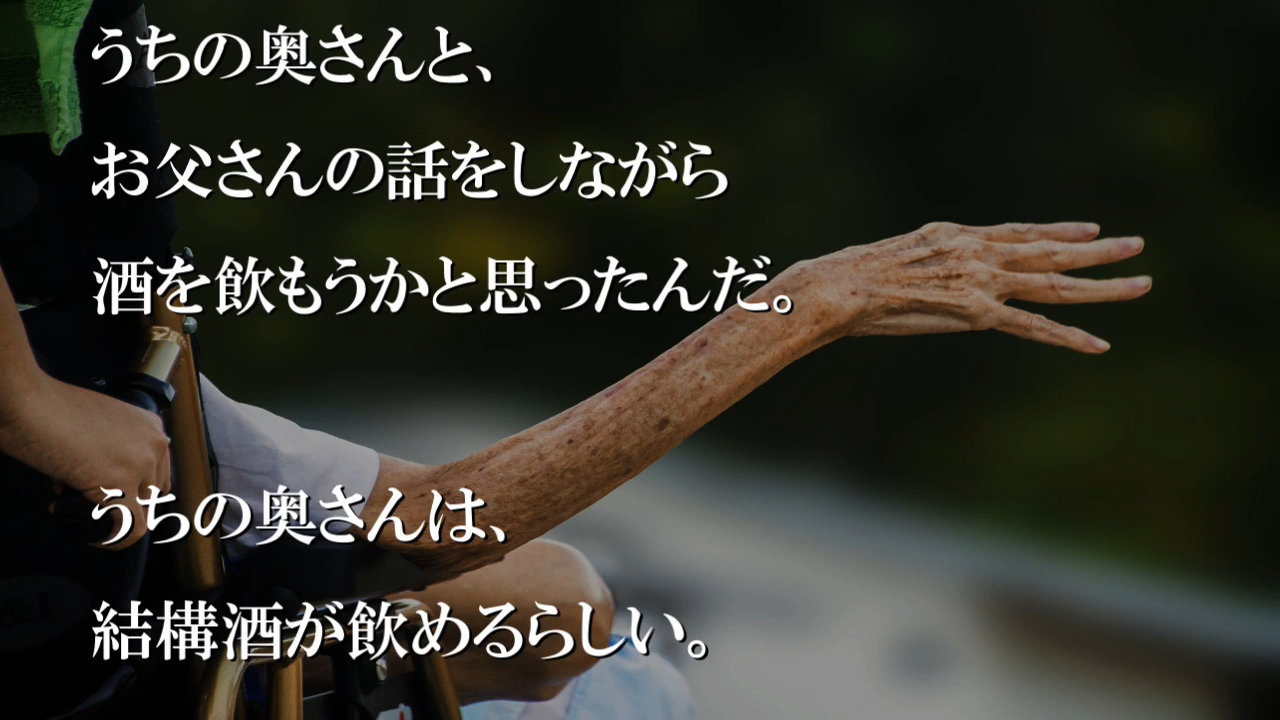 うちの奥さんと、
お父さんの話をしながら
酒を飲もうかと思ったんだ。
うちの奥さんは、
結構酒が飲めるらしい。